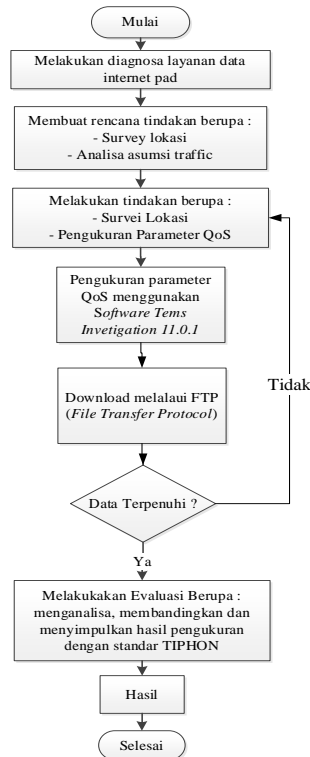 Mulai
Melakukan diagnosa layanan data
internet pad
Membuat rencana tindakan berupa :
- Survey lokasi
- Analisa asumsi traffic
Melakukan tindakan berupa :
- Survei Lokasi
- Pengukuran Parameter QoS
Pengukuran parameter
QoS menggunakan
Software Tems
Invetigation 11.0.1
Download melalaui FTP
(File Transfer Protocol)
Tidak
Data Terpenuhi ?
Ya
Melakukakan Evaluasi Berupa :
menganalisa, membandingkan dan
menyimpulkan hasil pengukuran
dengan standar TIPHON
Hasil
Selesai